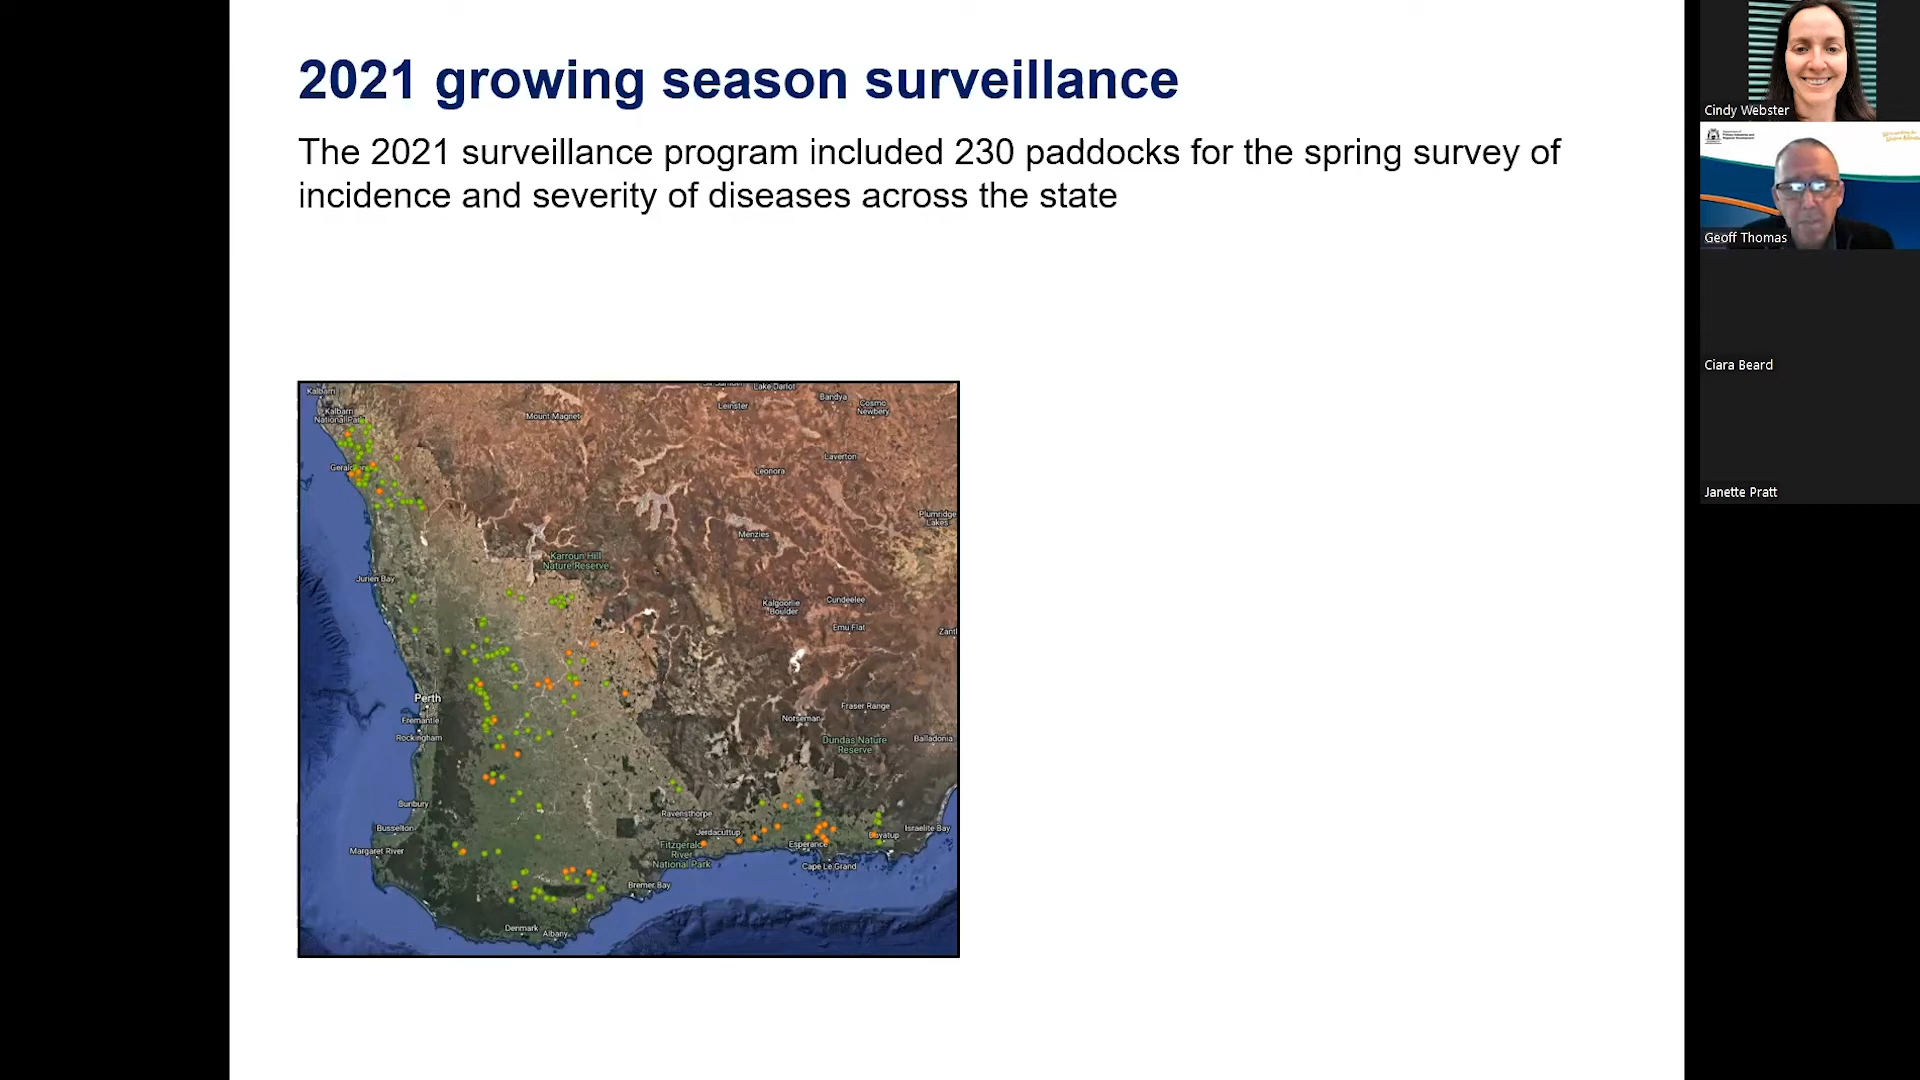 2021 growing season surveillance
The 2021 surveillance program included 230 paddocks for the spring survey of
incidence and severity of diseases across the state
Cindy Webster
Geoff Thomas
Ciara Beard
Janette Pratt
Kalbarri
Kalbarri
National Park
Mount Magnet
Leinster
Lake Darlot
Bandya
Cosmo
Newbery
Laverton
Leonora
Plumridge
Lakes
Menzies
Karroun Hill
Nature Reserve
Jurien Bay
Kalgoorlie
Boulder
Cundeelee
Emu Flat
Perth
Fremantle
Rockingham
Norseman
Fraser Range
Dundas Nature
Reserve
Balladonia
Bunbury
Busselton
Margaret River
Ravensthorpe
Jerdacuttup
Fitzgerald
River
National Park
Bremer Bay
Esperance
Cape Le Grand
Boyatup
Israelite Bay
Denmark
Albany